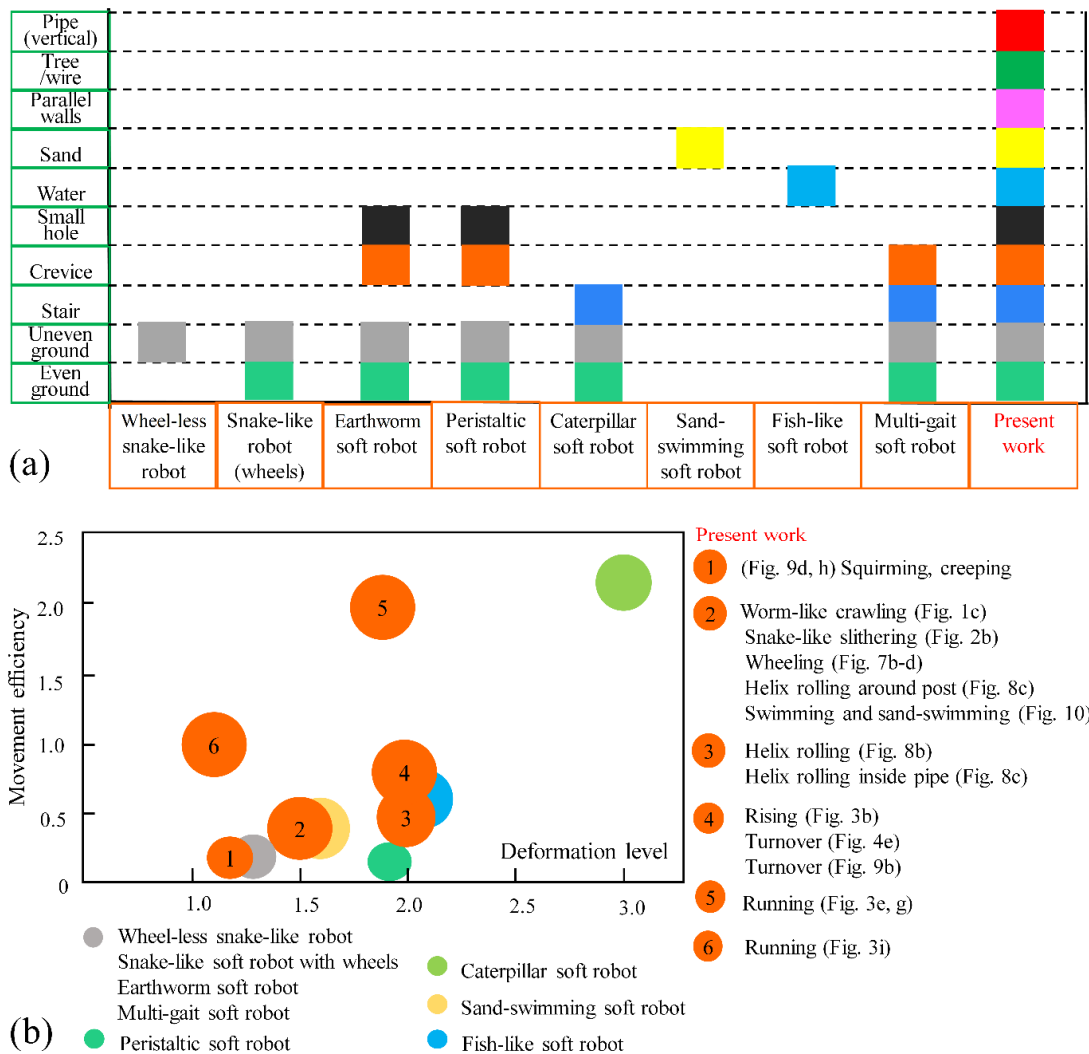 Pipe
(vertical)
Tree
/wire
Parallel
walls
Sand
Water
Small
hole
Crevice
Stair
Uneven
ground
Even
ground
Wheel-less
snake-like
robot
Snake-like
robot
(wheels)
Earthworm
soft robot
Peristaltic
soft robot
Caterpillar
soft robot
Sand-
swimming
soft robot
Fish-like
soft robot
Multi-gait
soft robot
Present
work
(a)
Movement efficiency
2.5
2.0
1.5
1.0
0.5
0
1.0
1.5
2.0
2.5
3.0
Deformation level
5
6
4
3
2
1
Present work
1 (Fig. 9d, h) Squirming, creeping
2 Worm-like crawling (Fig. 1c)
Snake-like slithering (Fig. 2b)
Wheeling (Fig. 7b-d)
Helix rolling around post (Fig. 8c)
Swimming and sand-swimming (Fig. 10)
3 Helix rolling (Fig. 8b)
Helix rolling inside pipe (Fig. 8c)
4 Rising (Fig. 3b)
Turnover (Fig. 4e)
Turnover (Fig. 9b)
5 Running (Fig. 3e, g)
6 Running (Fig. 3i)
Wheel-less snake-like robot
Snake-like soft robot with wheels
Earthworm soft robot
Multi-gait soft robot
Peristaltic soft robot
Caterpillar soft robot
Sand-swimming soft robot
Fish-like soft robot
(b)